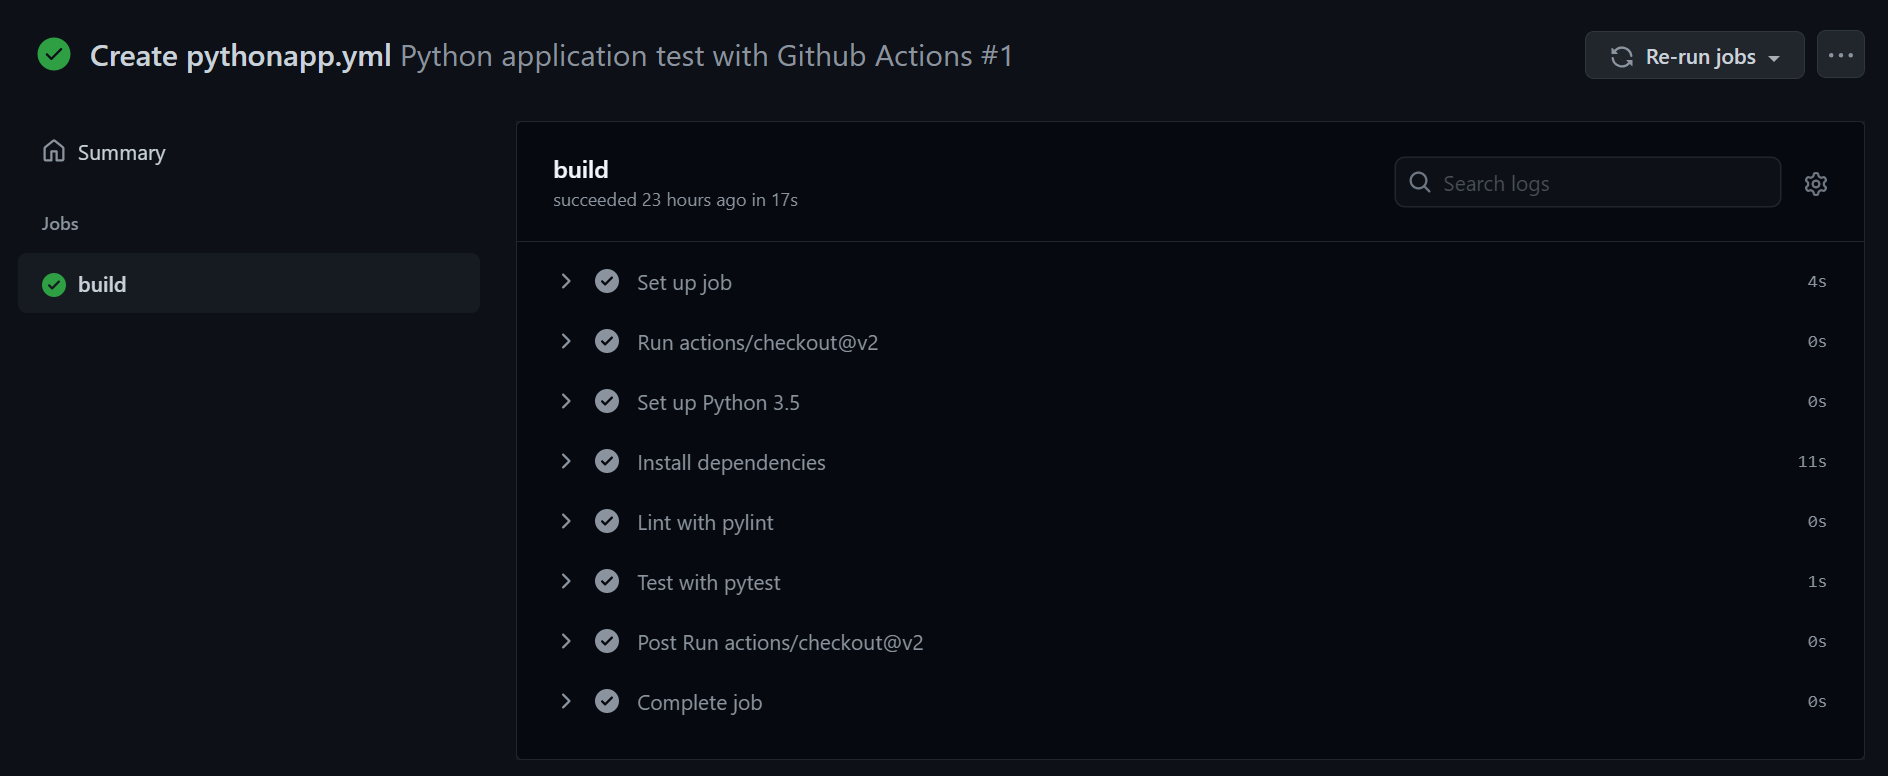 Create pythonapp.yml Python application test with Github Actions #1
Re-run jobs
Summary
Jobs
build
build
succeeded 23 hours ago in 17s
Search logs
Set up job 4s
Run actions/checkout@v2 0s
Set up Python 3.5 0s
Install dependencies 11s
Lint with pylint 0s
Test with pytest 1s
Post Run actions/checkout@v2 0s
Complete job 0s